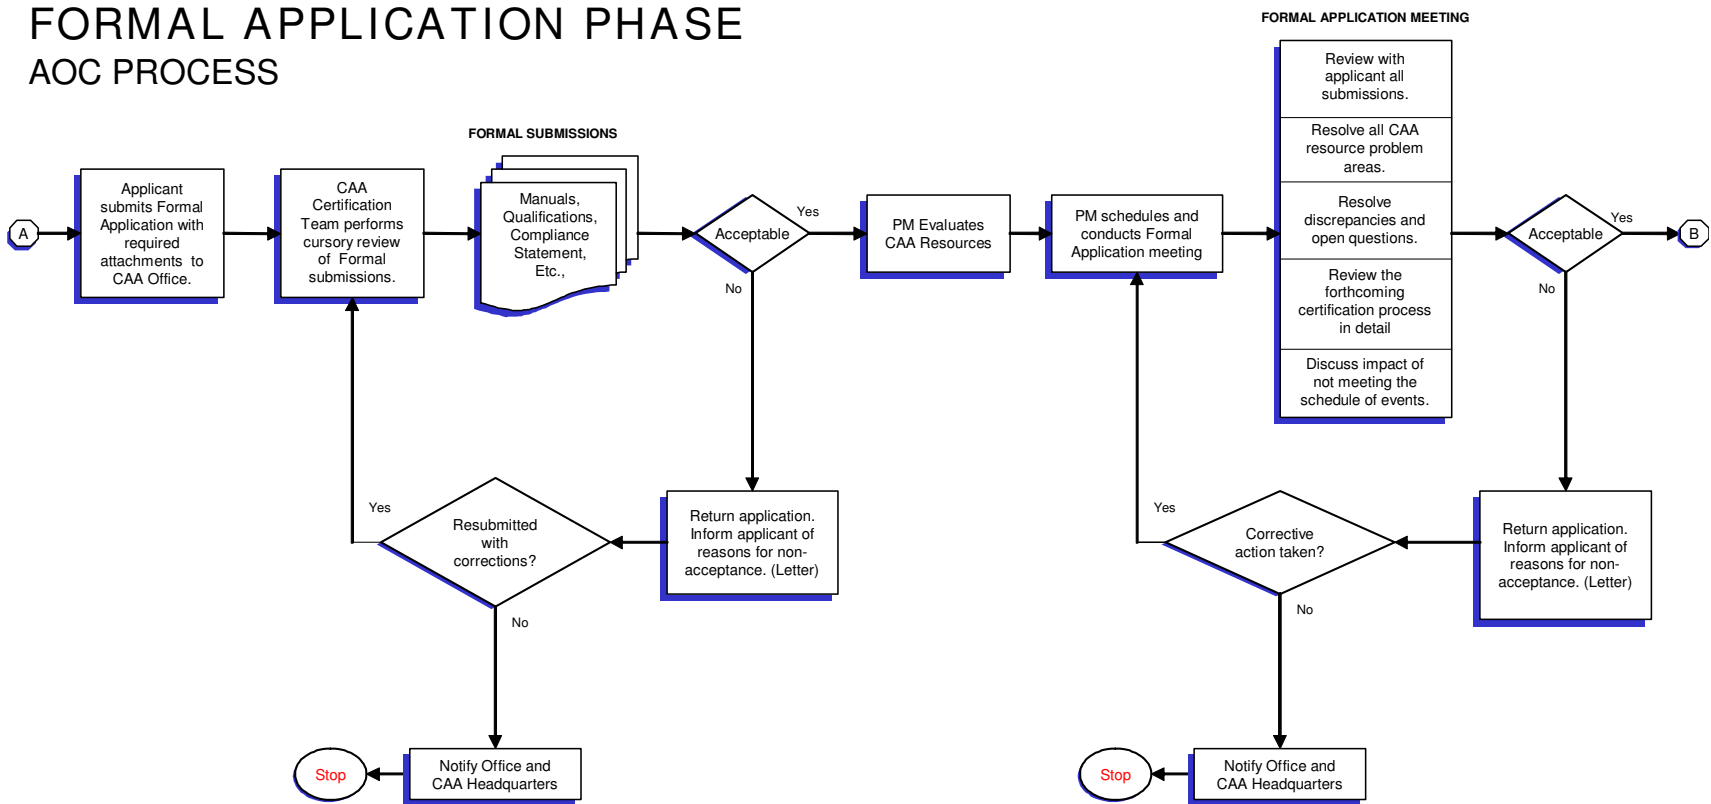 FORMAL APPLICATION PHASE
AOC PROCESS
FORMAL APPLICATION MEETING
FORMAL SUBMISSIONS
A
Applicant
submits Formal
Application with
required
attachments to
CAA Office.
CAA
Certification
Team performs
cursory review
of Formal
submissions.
Manuals,
Qualifications,
Compliance
Statement,
Etc.,
Acceptable
Yes
No
PM Evaluates
CAA Resources
PM schedules and
conducts Formal
Application meeting
Review with
applicant all
submissions.
Resolve all CAA
resource problem
areas.
Resolve
discrepancies and
open questions.
Review the
forthcoming
certification process
in detail
Discuss impact of
not meeting the
schedule of events.
Acceptable
Yes
No
B
Yes
Resubmitted
with
corrections?
No
Return application.
Inform applicant of
reasons for non-
acceptance. (Letter)
Yes
Corrective
action taken?
No
Return application.
Inform applicant of
reasons for non-
acceptance. (Letter)
Stop
Notify Office and
CAA Headquarters
Stop
Notify Office and
CAA Headquarters